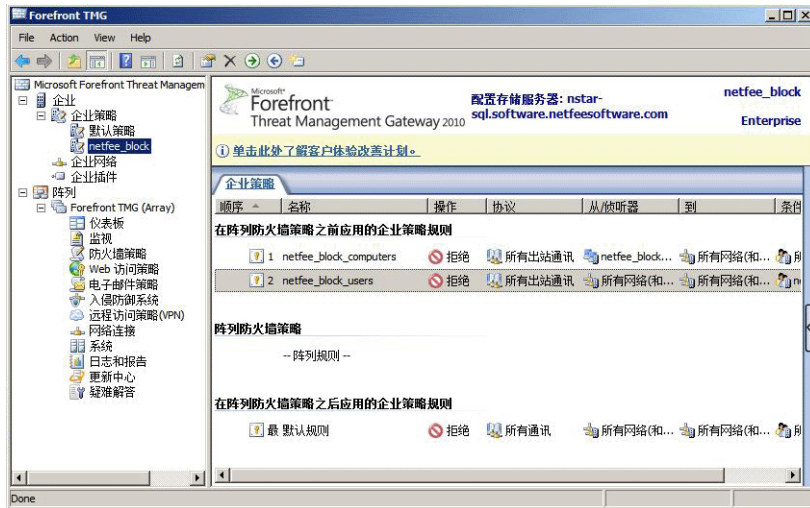 Forefront TMG
File Action View Help
Microsoft Forefront Threat Managem
企业
企业策略
默认策略
netfee_block
企业网络
企业插件
阵列
Forefront TMG (Array)
仪表板
监视
防火墙策略
Web 访问策略
电子邮件策略
入侵防御系统
远程访问策略(VPN)
网络连接
系统
日志和报告
更新中心
疑难解答
Microsoft
Forefront
Threat Management Gateway 2010
配置存储服务器: nstar-
sql.software.netfeesoftware.com
netfee_block
Enterprise
单击此处了解客户体验改善计划。
企业策略
顺序 名称 操作 协议 从/侦听器 到 条件
在阵列防火墙策略之前应用的企业策略规则
1 netfee_block_computers 拒绝 所有出站通讯 netfee_block... 所有网络(和... 所
2 netfee_block_users 拒绝 所有出站通讯 所有网络(和... 所有网络(和... n
阵列防火墙策略
-- 阵列规则 --
在阵列防火墙策略之后应用的企业策略规则
最 默认规则 拒绝 所有通讯 所有网络(和... 所有网络(和... 所
Done